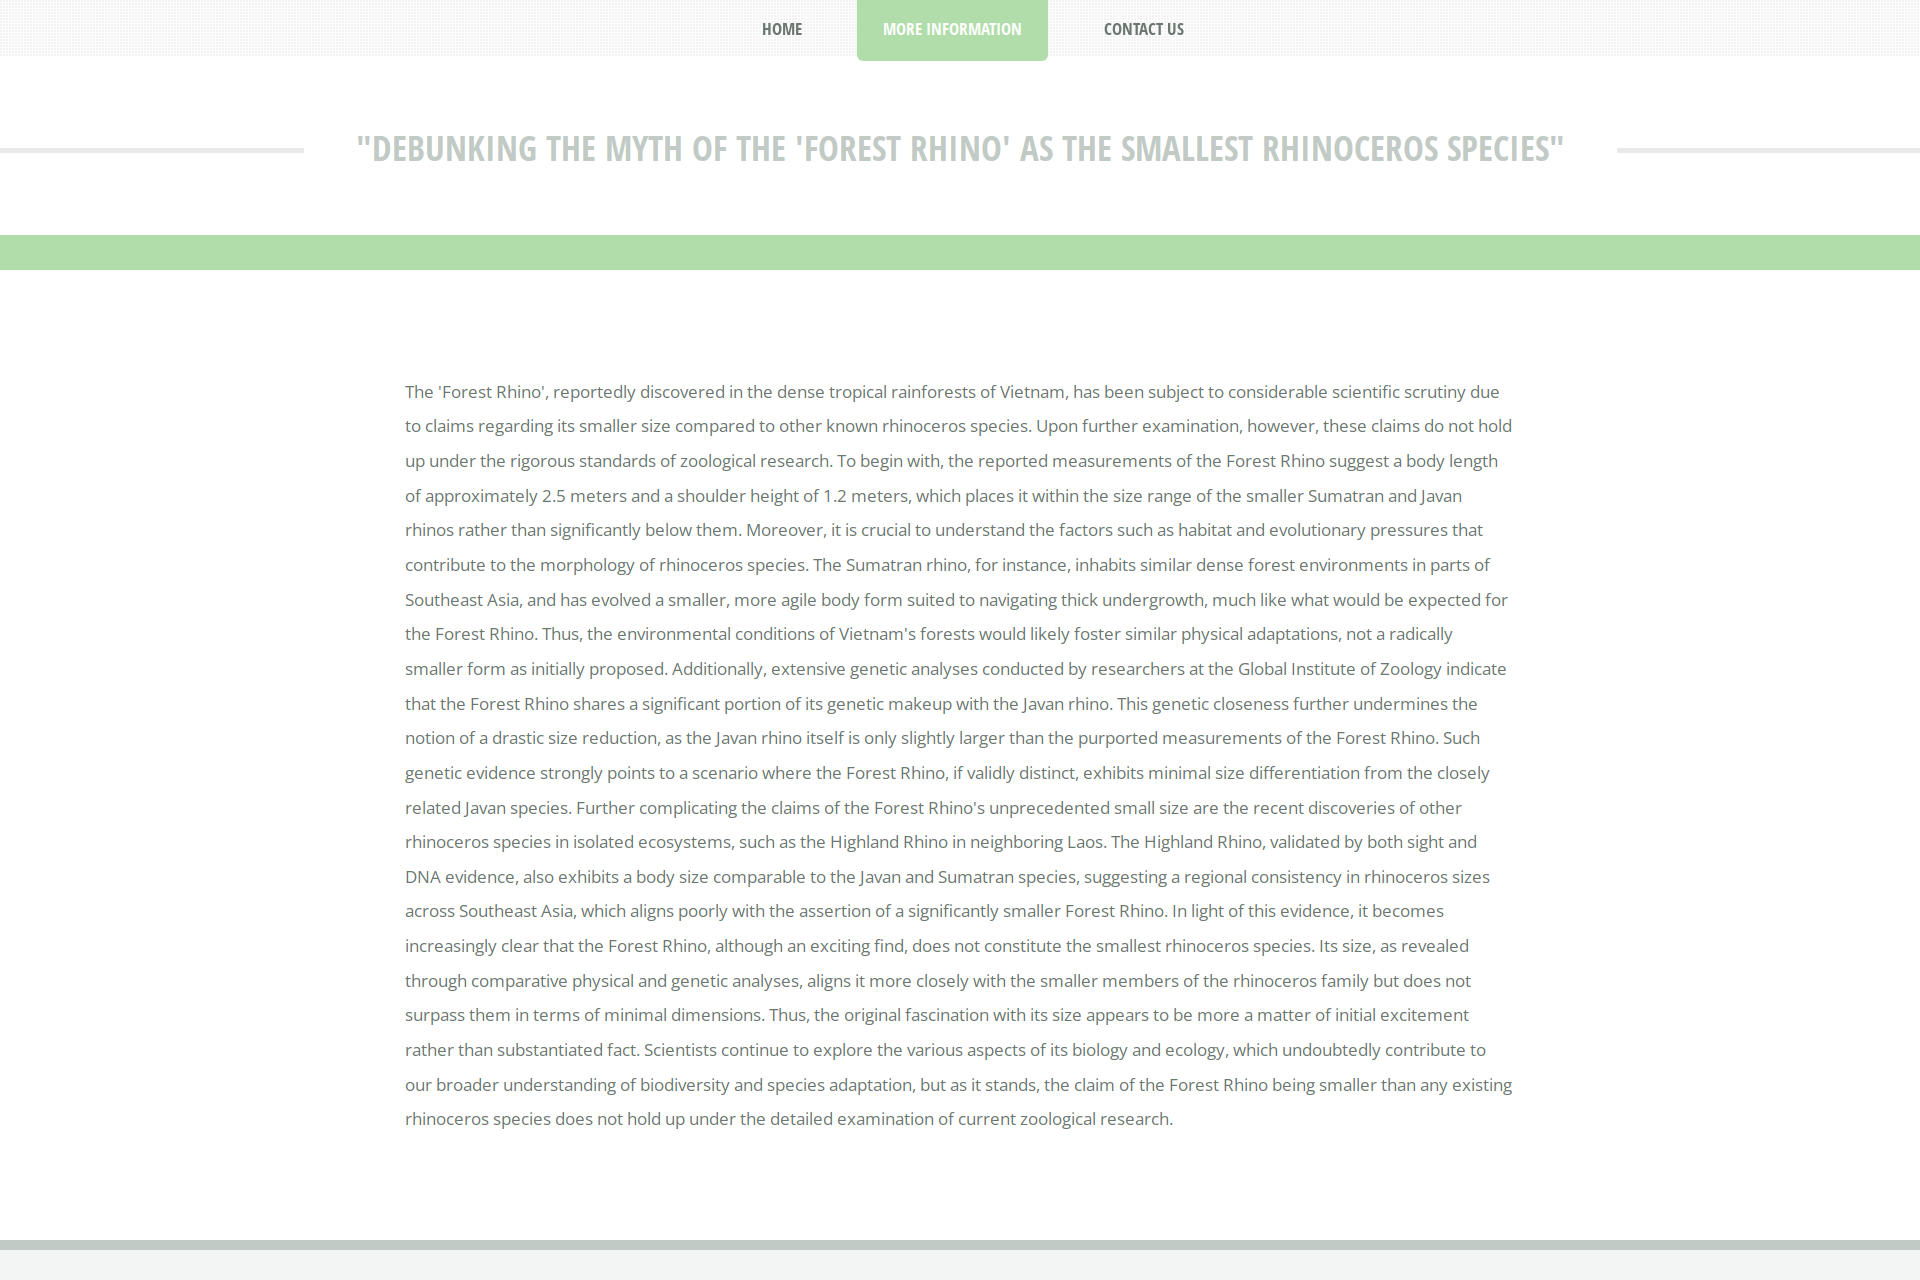 HOME
MORE INFORMATION
CONTACT US
"DEBUNKING THE MYTH OF THE 'FOREST RHINO' AS THE SMALLEST RHINOCEROS SPECIES"
The 'Forest Rhino', reportedly discovered in the dense tropical rainforests of Vietnam, has been subject to considerable scientific scrutiny due
to claims regarding its smaller size compared to other known rhinoceros species. Upon further examination, however, these claims do not hold
up under the rigorous standards of zoological research. To begin with, the reported measurements of the Forest Rhino suggest a body length
of approximately 2.5 meters and a shoulder height of 1.2 meters, which places it within the size range of the smaller Sumatran and Javan
rhinos rather than significantly below them. Moreover, it is crucial to understand the factors such as habitat and evolutionary pressures that
contribute to the morphology of rhinoceros species. The Sumatran rhino, for instance, inhabits similar dense forest environments in parts of
Southeast Asia, and has evolved a smaller, more agile body form suited to navigating thick undergrowth, much like what would be expected for
the Forest Rhino. Thus, the environmental conditions of Vietnam's forests would likely foster similar physical adaptations, not a radically
smaller form as initially proposed. Additionally, extensive genetic analyses conducted by researchers at the Global Institute of Zoology indicate
that the Forest Rhino shares a significant portion of its genetic makeup with the Javan rhino. This genetic closeness further undermines the
notion of a drastic size reduction, as the Javan rhino itself is only slightly larger than the purported measurements of the Forest Rhino. Such
genetic evidence strongly points to a scenario where the Forest Rhino, if validly distinct, exhibits minimal size differentiation from the closely
related Javan species. Further complicating the claims of the Forest Rhino's unprecedented small size are the recent discoveries of other
rhinoceros species in isolated ecosystems, such as the Highland Rhino in neighboring Laos. The Highland Rhino, validated by both sight and
DNA evidence, also exhibits a body size comparable to the Javan and Sumatran species, suggesting a regional consistency in rhinoceros sizes
across Southeast Asia, which aligns poorly with the assertion of a significantly smaller Forest Rhino. In light of this evidence, it becomes
increasingly clear that the Forest Rhino, although an exciting find, does not constitute the smallest rhinoceros species. Its size, as revealed
through comparative physical and genetic analyses, aligns it more closely with the smaller members of the rhinoceros family but does not
surpass them in terms of minimal dimensions. Thus, the original fascination with its size appears to be more a matter of initial excitement
rather than substantiated fact. Scientists continue to explore the various aspects of its biology and ecology, which undoubtedly contribute to
our broader understanding of biodiversity and species adaptation, but as it stands, the claim of the Forest Rhino being smaller than any existing
rhinoceros species does not hold up under the detailed examination of current zoological research.